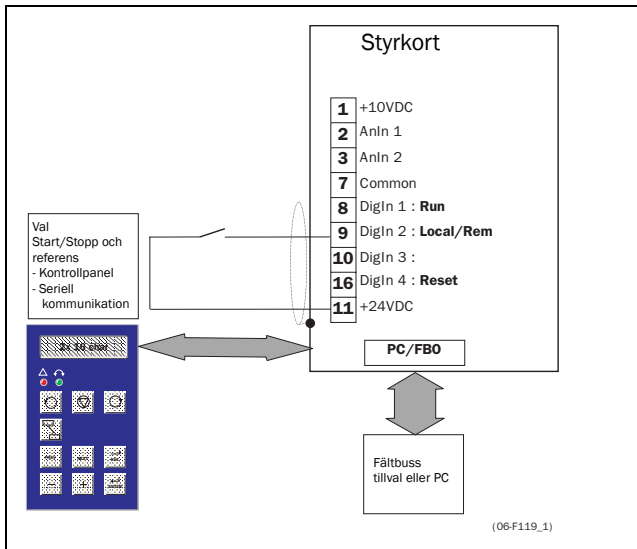 Styrkort
1 +10VDC
2 AnIn 1
3 AnIn 2
7 Common
8 DigIn 1 : Run
9 DigIn 2 : Local/Rem
10 DigIn 3 :
16 DigIn 4 : Reset
11 +24VDC
PC/FBO
Val
Start/Stopp och
referens
- Kontrollpanel
- Seriell
kommunikation
2x 16 char
Fältbuss
tillval eller PC
(06-F119_1)